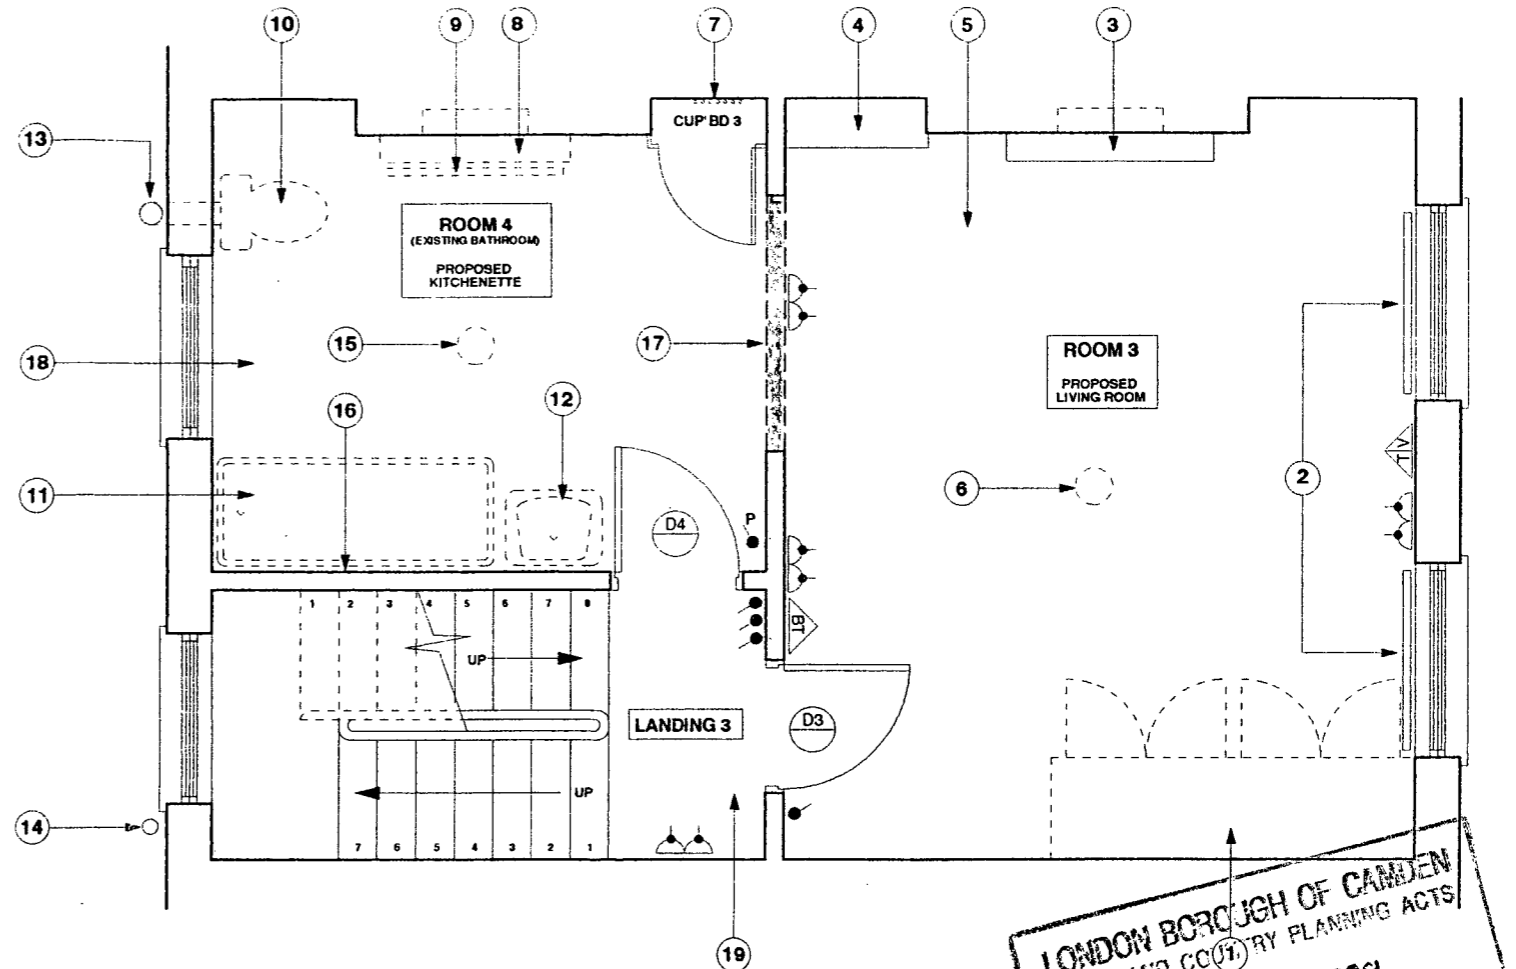 10
9
8
7
4
5
3
13
CUP'BD 3
ROOM 4
(EXISTING BATHROOM)
PROPOSED
KITCHENETTE
15
17
18
16
12
ROOM 3
PROPOSED
LIVING ROOM
2
6
11
D4
P
TV
1 2 3 4 5 6 7 8
BT
UP
LANDING 3
D3
UP
14
7 6 5 4 3 2 1
19
1
LONDON BOROUGH OF CAMDEN
AND COUNTRY PLANNING ACTS